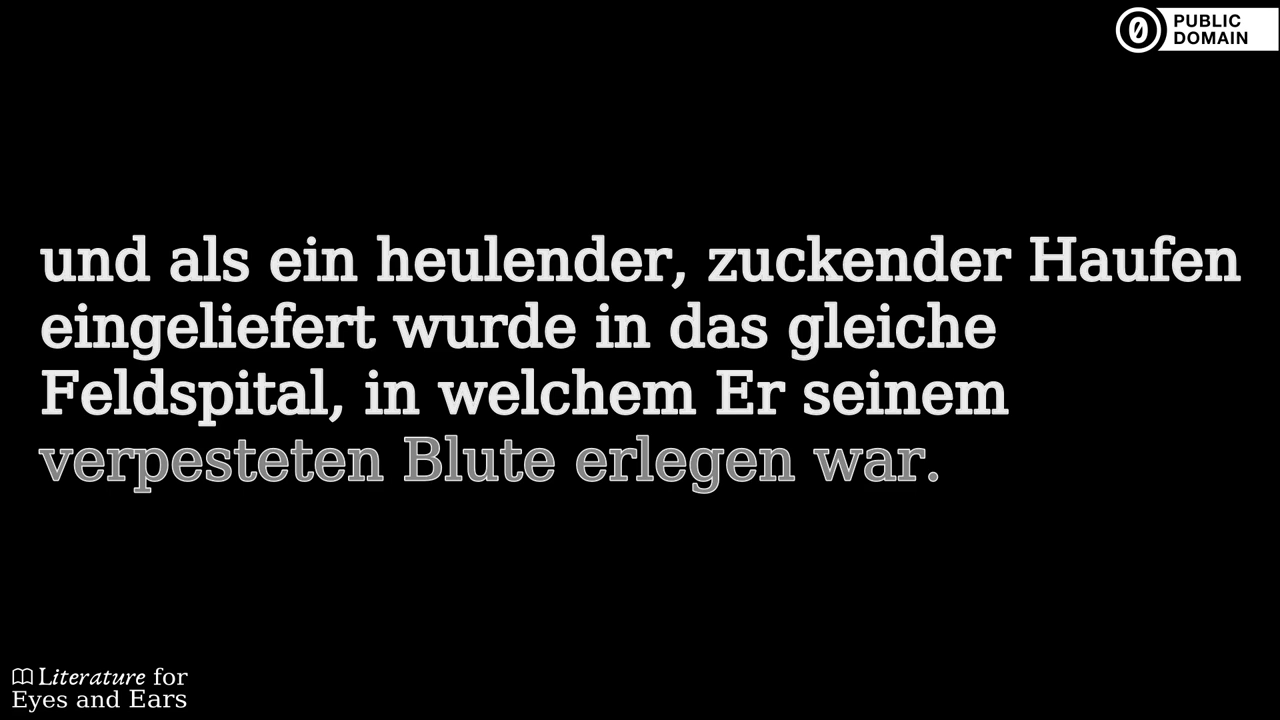 PUBLIC
DOMAIN
und als ein heulender, zuckender Haufen
eingeliefert wurde in das gleiche
Feldspital, in welchem Er seinem
verpesteten Blute erlegen war.
Literature for
Eyes and Ears